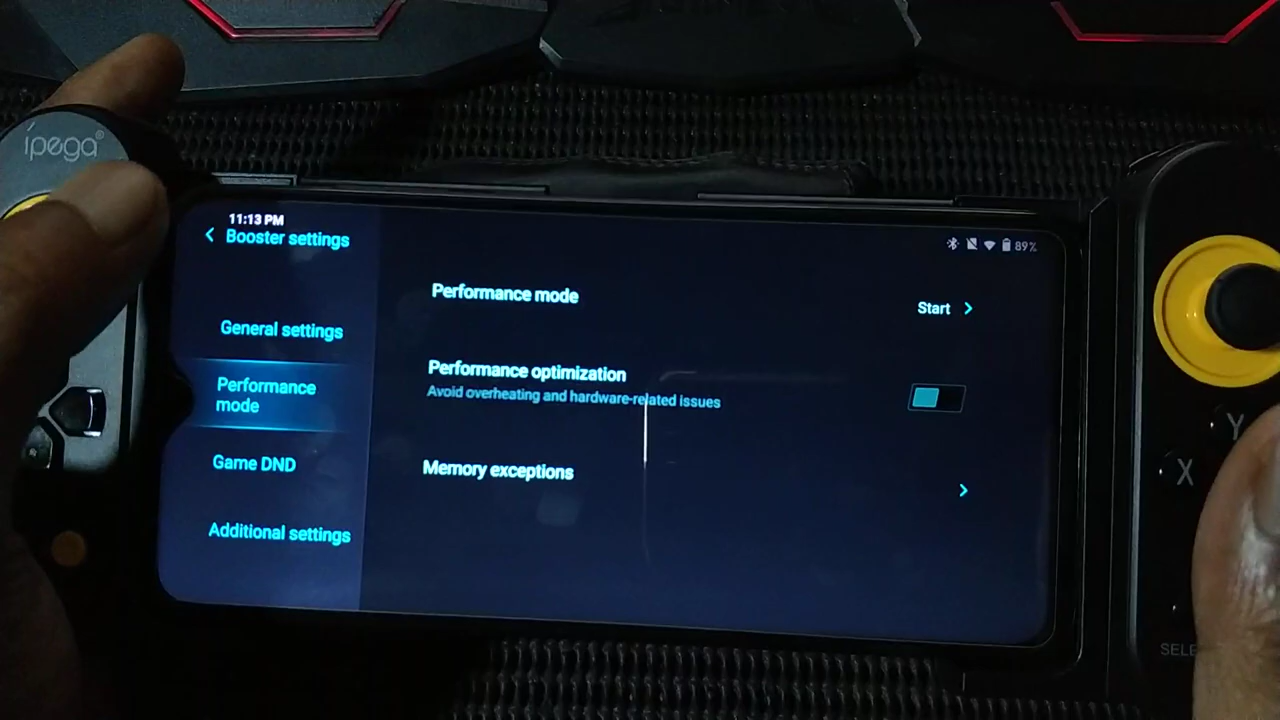 ipega®
11:13 PM
Booster settings
89%
General settings
Performance
mode
Game DND
Additional settings
Performance mode
Start
Performance optimization
Avoid overheating and hardware-related issues
Memory exceptions
Y
X
SELE